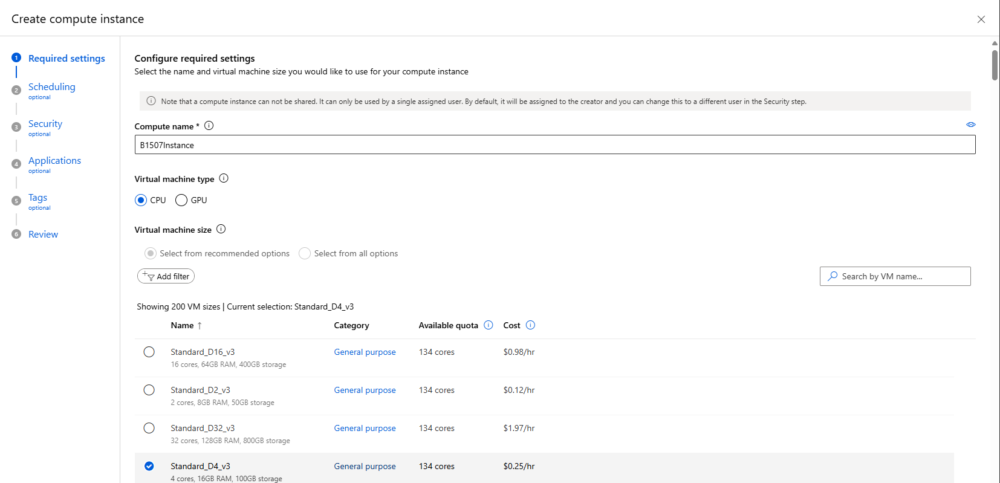 Create compute instance
1 Required settings
2 Scheduling
optional
3 Security
optional
4 Applications
optional
5 Tags
optional
6 Review
Configure required settings
Select the name and virtual machine size you would like to use for your compute instance
Note that a compute instance can not be shared. It can only be used by a single assigned user. By default, it will be assigned to the creator and you can change this to a different user in the Security step.
Compute name *
B1507Instance
Virtual machine type
CPU GPU
Virtual machine size
Select from recommended options Select from all options
Add filter Search by VM name...
Showing 200 VM sizes | Current selection: Standard_D4_v3
Name ↑ Category Available quota Cost
Standard_D16_v3 General purpose 134 cores $0.98/hr
16 cores, 64GB RAM, 400GB storage
Standard_D2_v3 General purpose 134 cores $0.12/hr
2 cores, 8GB RAM, 50GB storage
Standard_D32_v3 General purpose 134 cores $1.97/hr
32 cores, 128GB RAM, 800GB storage
Standard_D4_v3 General purpose 134 cores $0.25/hr
4 cores, 16GB RAM, 100GB storage